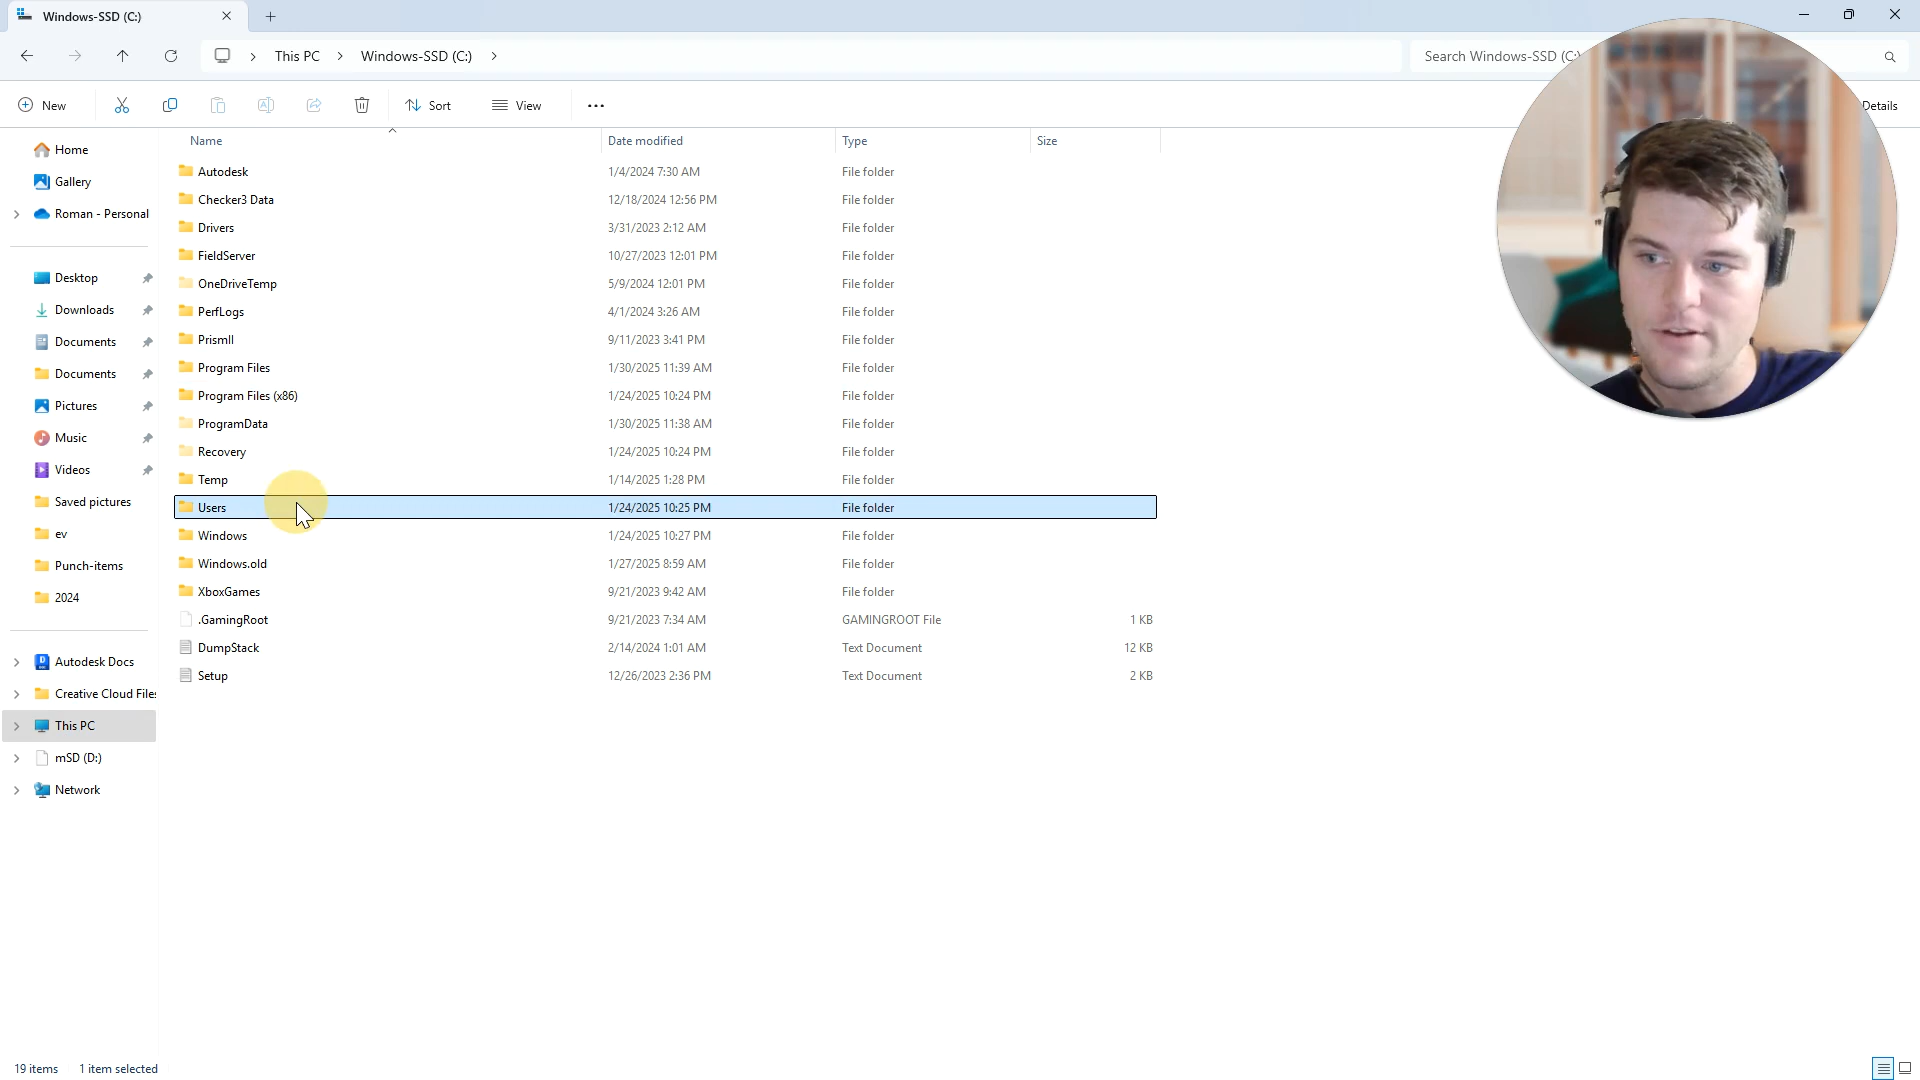 Windows-SSD (C:)
This PC > Windows-SSD (C:) >
Search Windows-SSD (C:)
New
Sort
View
Details
Home
Gallery
Roman - Personal
Desktop
Downloads
Documents
Documents
Pictures
Music
Videos
Saved pictures
ev
Punch-items
2024
Autodesk Docs
Creative Cloud Files
This PC
mSD (D:)
Network
Name Date modified Type Size
Autodesk 1/4/2024 7:30 AM File folder
Checker3 Data 12/18/2024 12:56 PM File folder
Drivers 3/31/2023 2:12 AM File folder
FieldServer 10/27/2023 12:01 PM File folder
OneDriveTemp 5/9/2024 12:01 PM File folder
PerfLogs 4/1/2024 3:26 AM File folder
PrismII 9/11/2023 3:41 PM File folder
Program Files 1/30/2025 11:39 AM File folder
Program Files (x86) 1/24/2025 10:24 PM File folder
ProgramData 1/30/2025 11:38 AM File folder
Recovery 1/24/2025 10:24 PM File folder
Temp 1/14/2025 1:28 PM File folder
Users 1/24/2025 10:25 PM File folder
Windows 1/24/2025 10:27 PM File folder
Windows.old 1/27/2025 8:59 AM File folder
XboxGames 9/21/2023 9:42 AM File folder
.GamingRoot 9/21/2023 7:34 AM GAMINGROOT File 1 KB
DumpStack 2/14/2024 1:01 AM Text Document 12 KB
Setup 12/26/2023 2:36 PM Text Document 2 KB
19 items 1 item selected